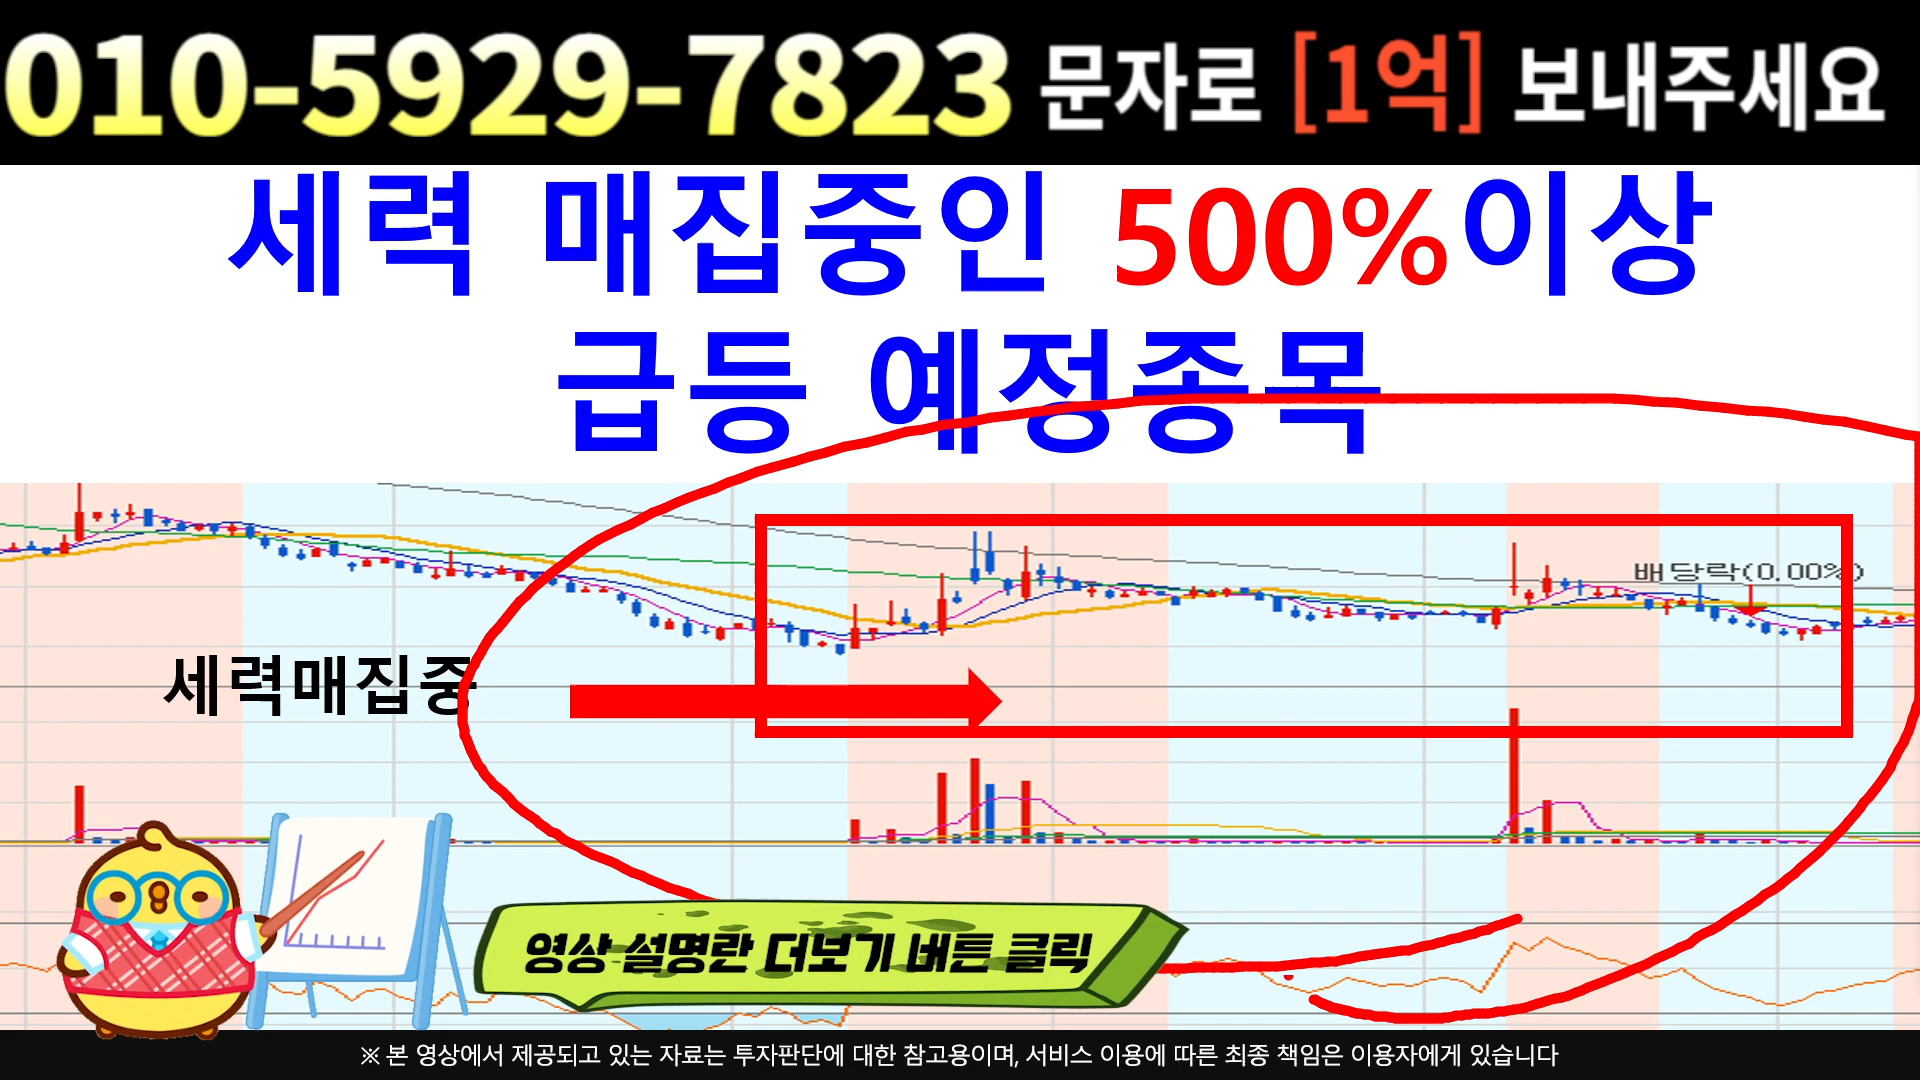 010-5929-7823 문자로 [1억] 보내주세요
세력 매집중인 500%이상
급등 예정종목
배당락(0.00%)
세력매집중
영상 설명란 더보기 버튼 클릭
※ 본 영상에서 제공되고 있는 자료는 투자판단에 대한 참고용이며, 서비스 이용에 따른 최종 책임은 이용자에게 있습니다